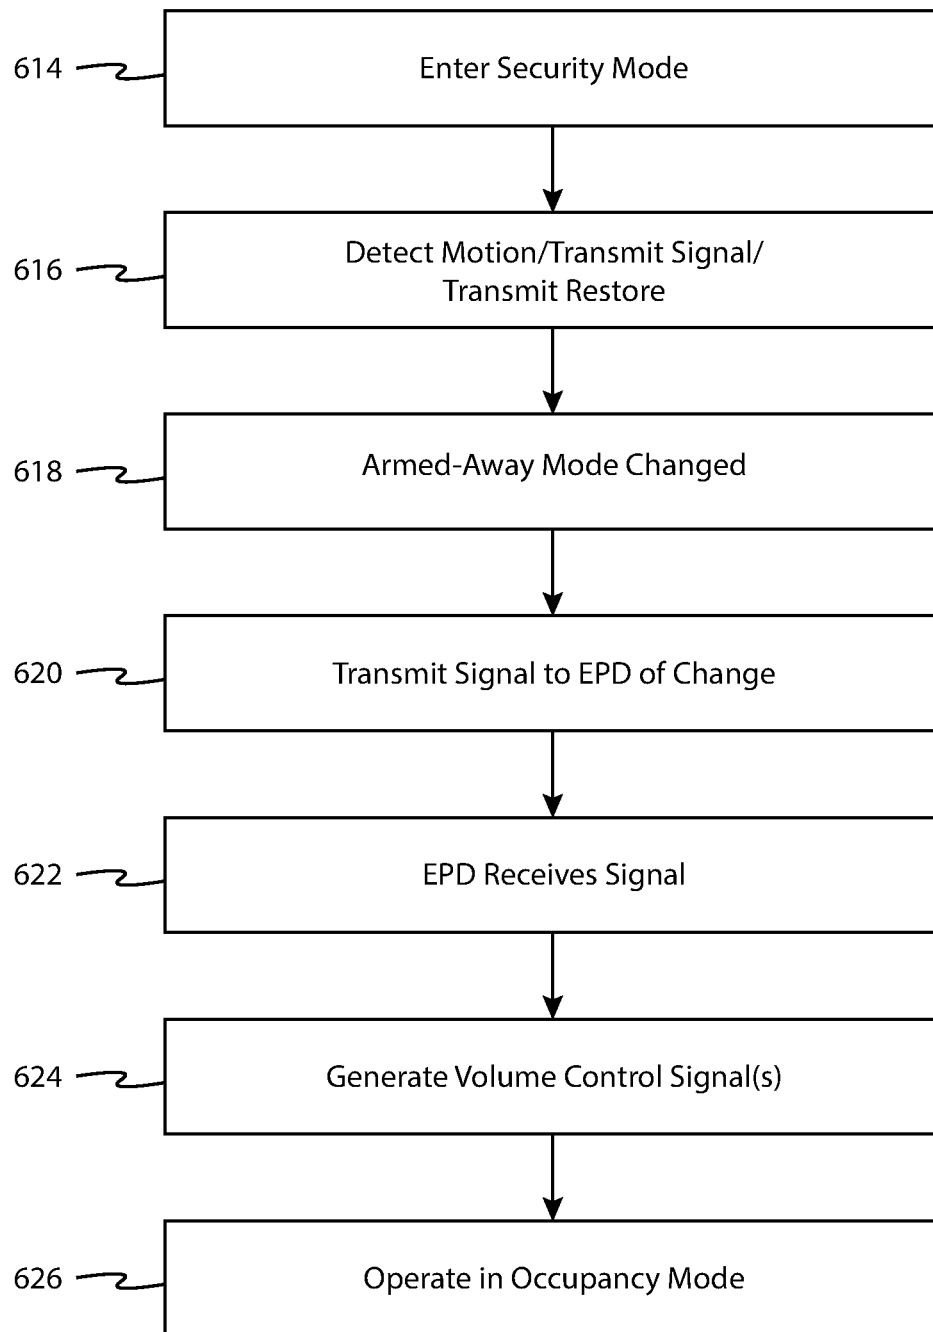 614
Enter Security Mode
616
Detect Motion/Transmit Signal/
Transmit Restore
618
Armed-Away Mode Changed
620
Transmit Signal to EPD of Change
622
EPD Receives Signal
624
Generate Volume Control Signal(s)
626
Operate in Occupancy Mode